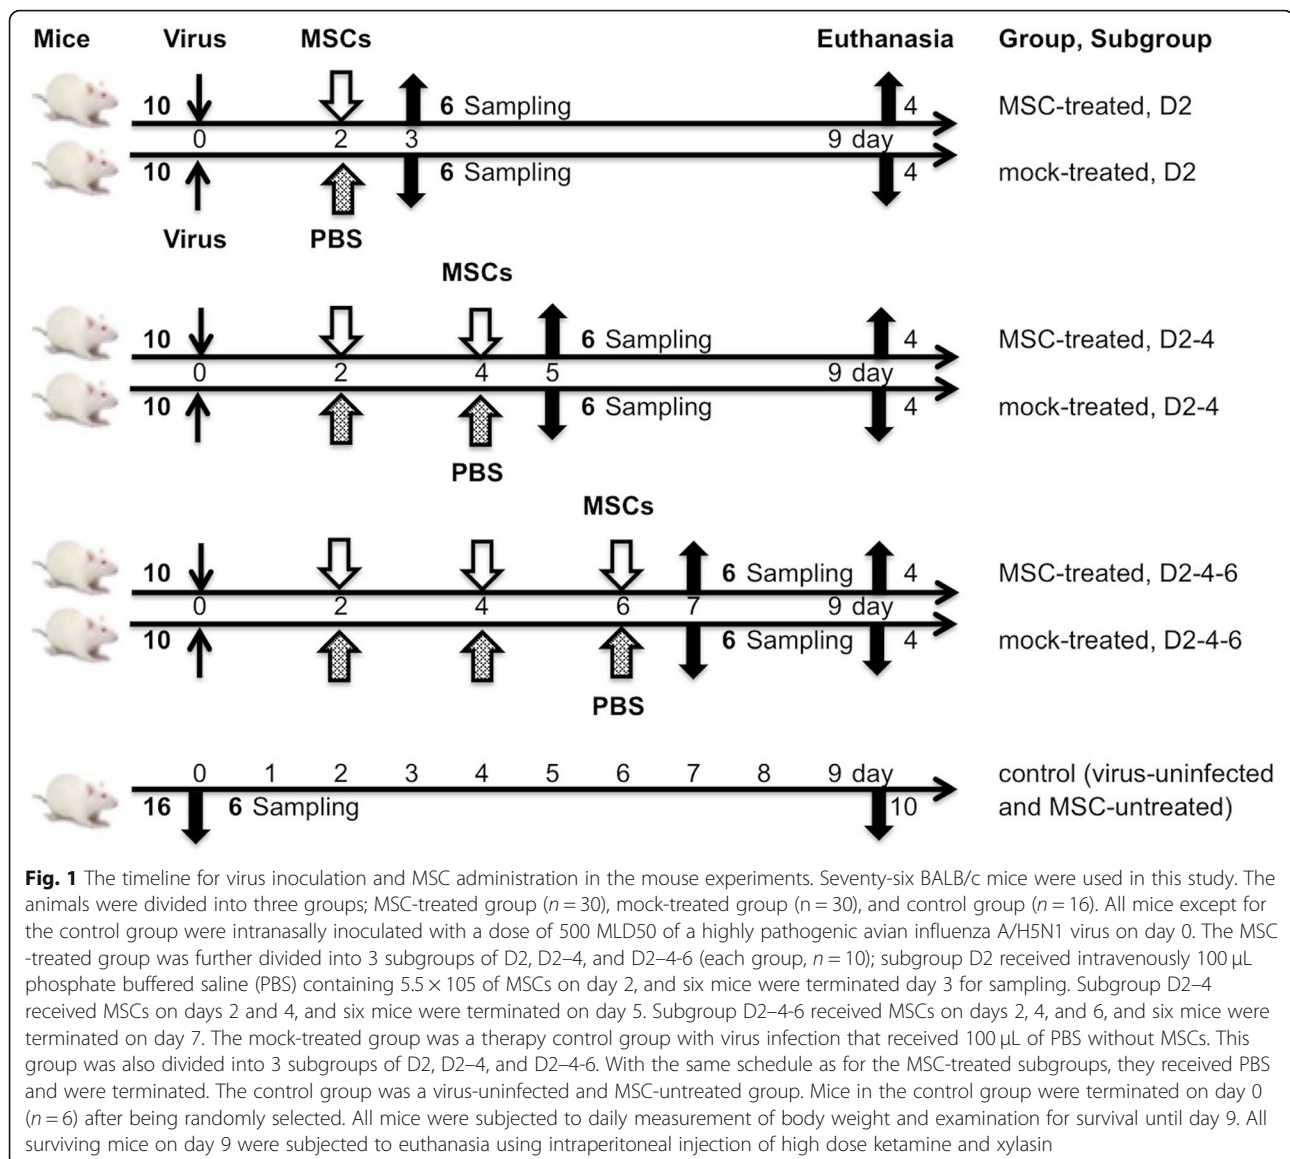 Mice Virus MSCs Euthanasia Group, Subgroup
10 6 Sampling 4 MSC-treated, D2
0 2 3 9 day
10 6 Sampling 4 mock-treated, D2
Virus PBS
MSCs
10 6 Sampling 4 MSC-treated, D2-4
0 2 4 5 9 day
10 6 Sampling 4 mock-treated, D2-4
PBS
MSCs
10 6 Sampling 4 MSC-treated, D2-4-6
0 2 4 6 7 9 day
10 6 Sampling 4 mock-treated, D2-4-6
PBS
0 1 2 3 4 5 6 7 8 9 day control (virus-uninfected
16 6 Sampling 10 and MSC-untreated)
Fig. 1 The timeline for virus inoculation and MSC administration in the mouse experiments. Seventy-six BALB/c mice were used in this study. The
animals were divided into three groups; MSC-treated group (n = 30), mock-treated group (n = 30), and control group (n = 16). All mice except for
the control group were intranasally inoculated with a dose of 500 MLD50 of a highly pathogenic avian influenza A/H5N1 virus on day 0. The MSC
-treated group was further divided into 3 subgroups of D2, D2–4, and D2–4-6 (each group, n = 10); subgroup D2 received intravenously 100 μL
phosphate buffered saline (PBS) containing 5.5 × 105 of MSCs on day 2, and six mice were terminated day 3 for sampling. Subgroup D2–4
received MSCs on days 2 and 4, and six mice were terminated on day 5. Subgroup D2–4-6 received MSCs on days 2, 4, and 6, and six mice were
terminated on day 7. The mock-treated group was a therapy control group with virus infection that received 100 μL of PBS without MSCs. This
group was also divided into 3 subgroups of D2, D2–4, and D2–4-6. With the same schedule as for the MSC-treated subgroups, they received PBS
and were terminated. The control group was a virus-uninfected and MSC-untreated group. Mice in the control group were terminated on day 0
(n = 6) after being randomly selected. All mice were subjected to daily measurement of body weight and examination for survival until day 9. All
surviving mice on day 9 were subjected to euthanasia using intraperitoneal injection of high dose ketamine and xylasin